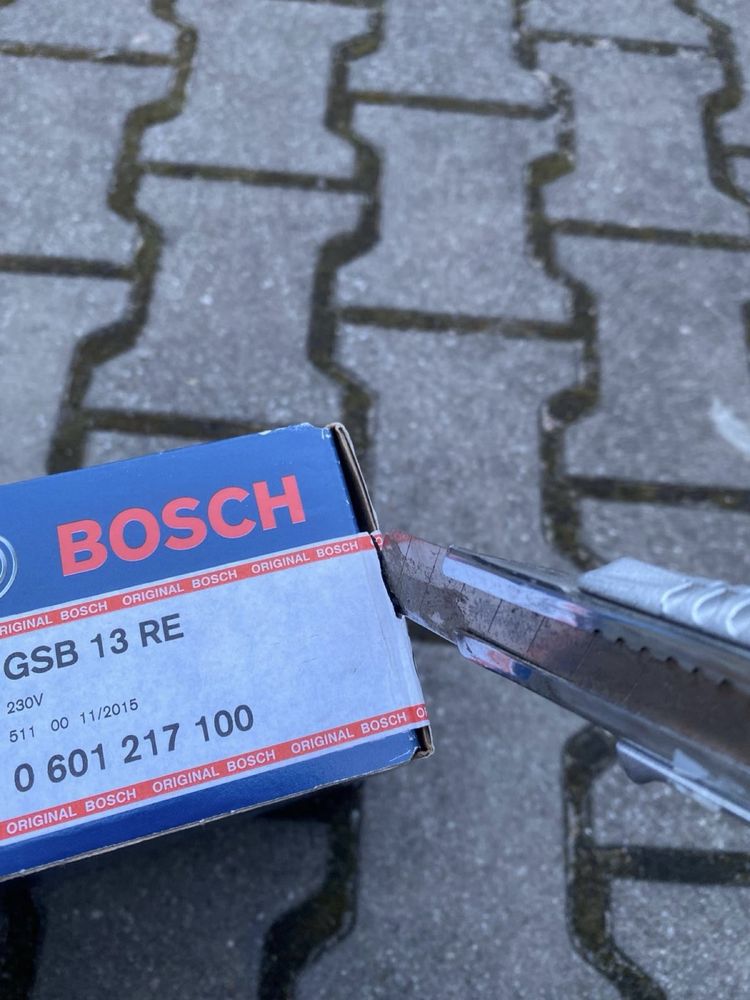 BOSCH
ORIGINAL BOSCH ORIGINAL BOSCH ORIGINAL BOSCH
GSB 13 RE
230V
511 00 11/2015
0 601 217 100
ORIGINAL BOSCH ORIGINAL BOSCH ORIGINAL BOSCH